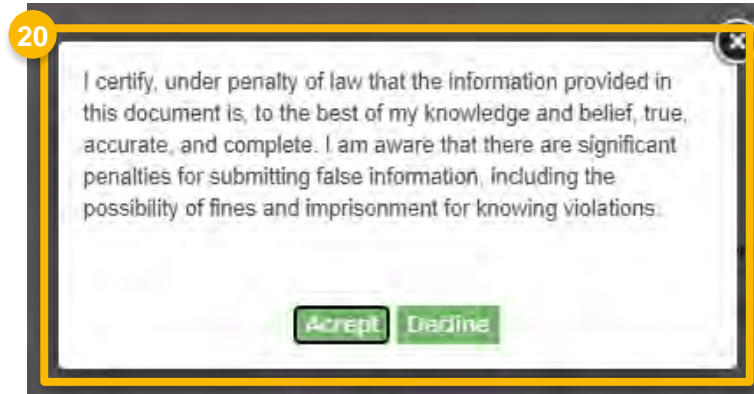 20
I certify, under penalty of law that the information provided in
this document is, to the best of my knowledge and belief, true,
accurate, and complete. I am aware that there are significant
penalties for submitting false information, including the
possibility of fines and imprisonment for knowing violations.
Accept Decline